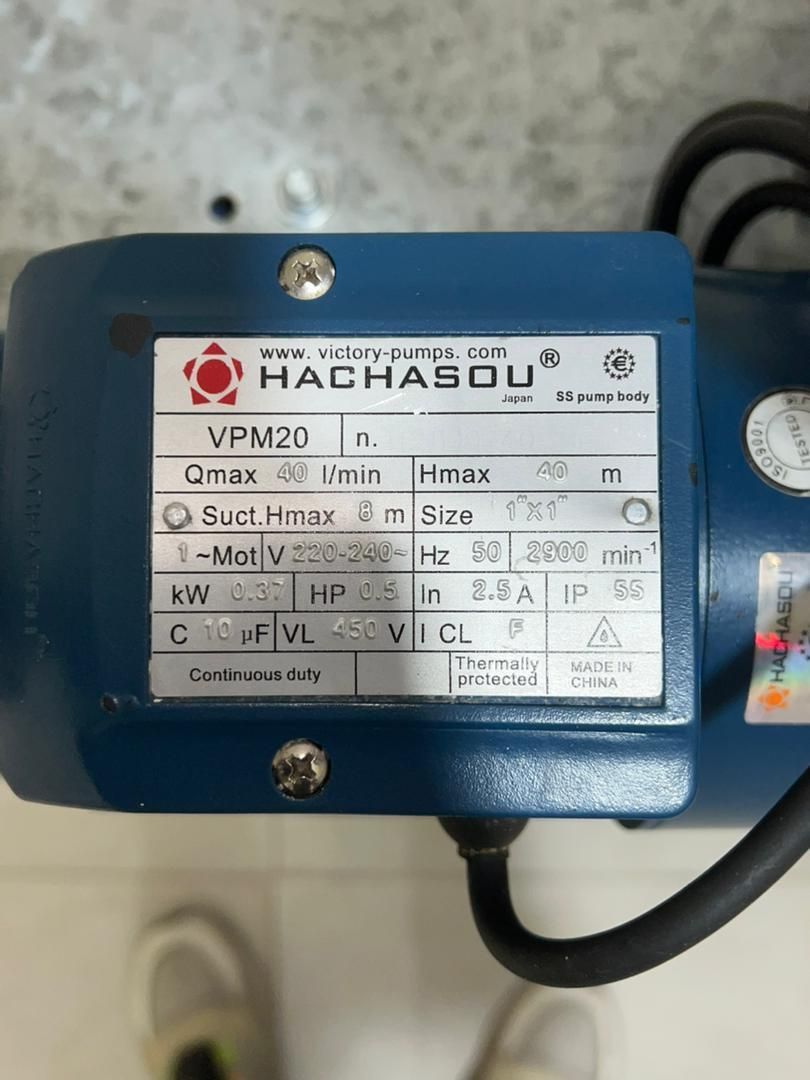 www. victory-pumps. com
HACHASOU®
Japan
SS pump body
VPM20 n.
Qmax 40 l/min Hmax 40 m
Suct.Hmax 8 m Size 1"X1"
1~Mot V 220-240~ Hz 50 2900 min-1
kW 0.37 HP 0.5 In 2.5 A IP 55
C 10 µF VL 450 V I CL F
Continuous duty Thermally protected MADE IN CHINA
ISO9001 TESTED
HACHASOU